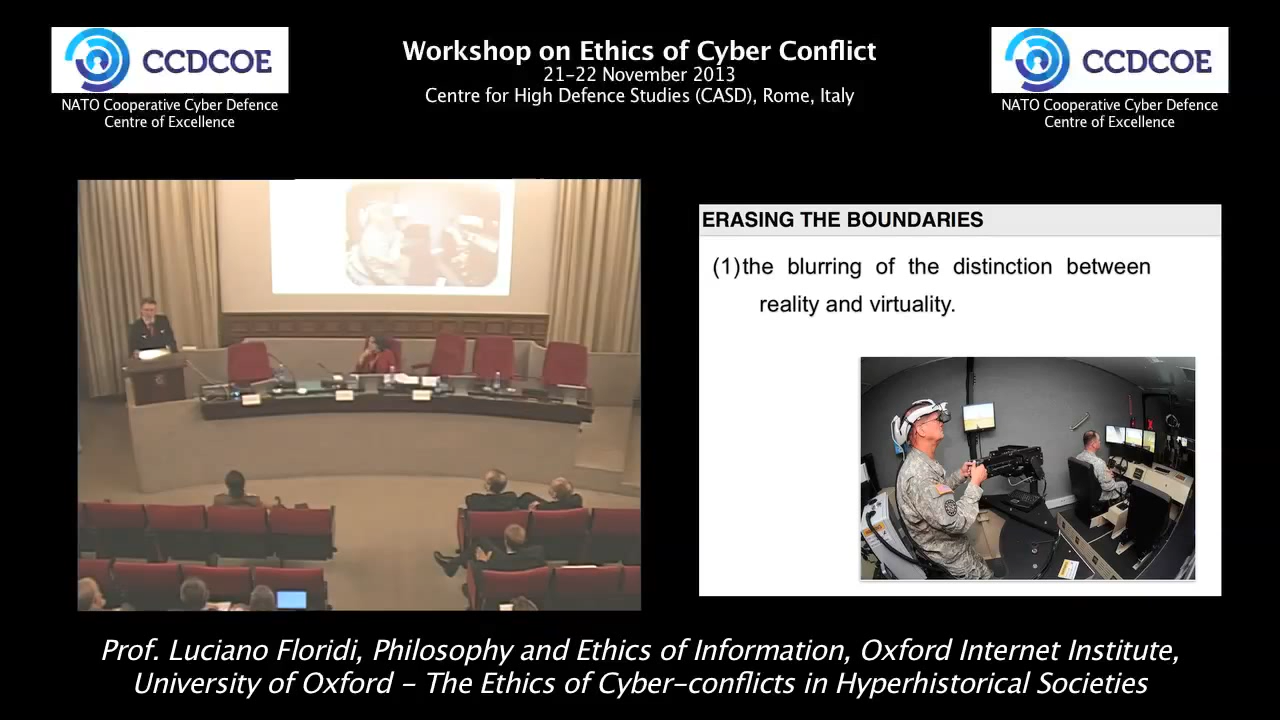 CCDCOE
NATO Cooperative Cyber Defence
Centre of Excellence
Workshop on Ethics of Cyber Conflict
21-22 November 2013
Centre for High Defence Studies (CASD), Rome, Italy
CCDCOE
NATO Cooperative Cyber Defence
Centre of Excellence
ERASING THE BOUNDARIES
(1)the blurring of the distinction between
reality and virtuality.
Prof. Luciano Floridi, Philosophy and Ethics of Information, Oxford Internet Institute,
University of Oxford - The Ethics of Cyber-conflicts in Hyperhistorical Societies